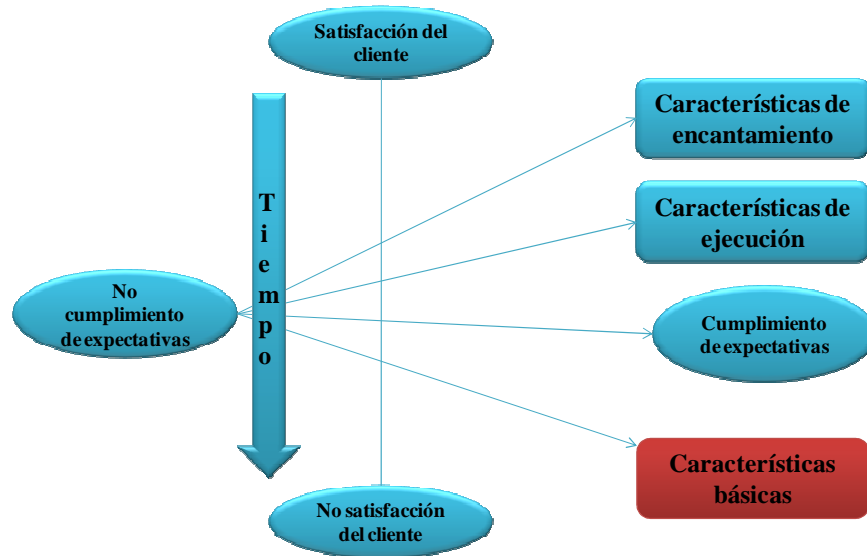 Satisfacción del
cliente
Características de
encantamiento
Tiempo
Características de
ejecución
No
cumplimiento
de expectativas
Cumplimiento
de expectativas
Características
básicas
No satisfacción
del cliente